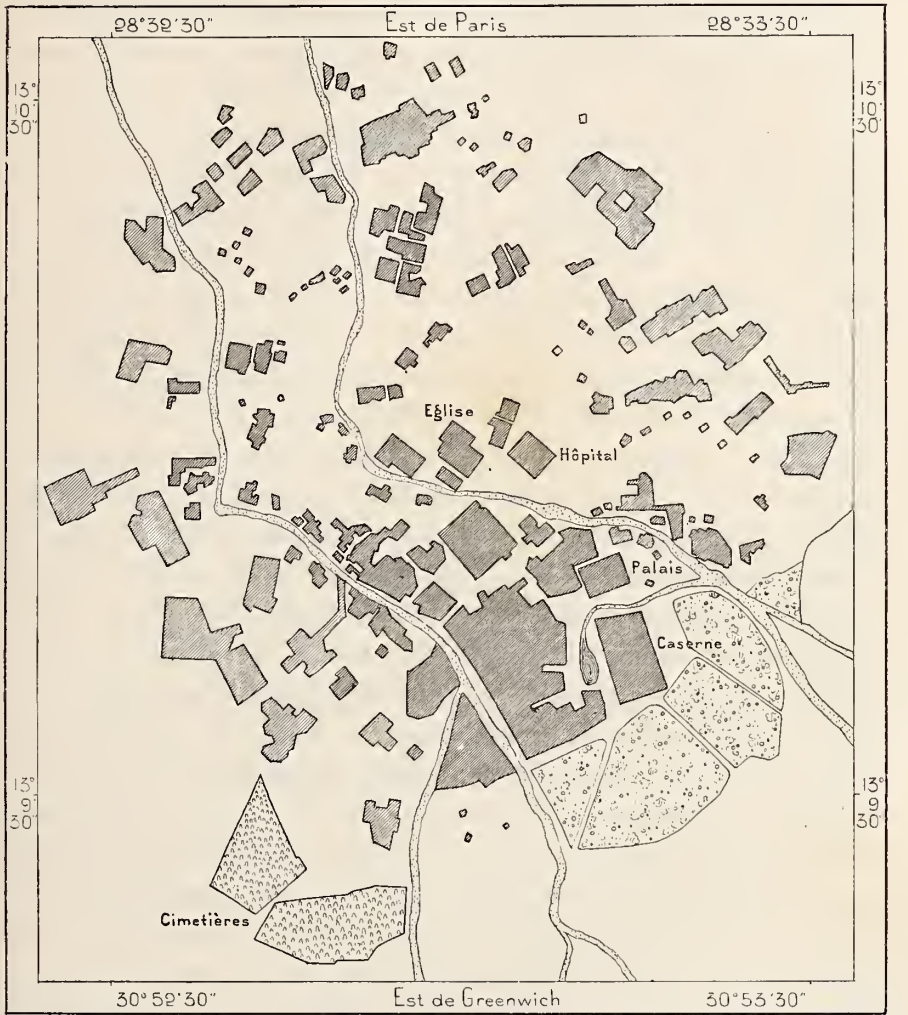 28°32'30" Est de Paris 28°33'30"
13°
10'
30"
13°
10'
30"
Eglise
Hôpital
Palais
Caserne
13°
9'
30"
13°
9'
30"
Cimetières
30°52'30" Est de Greenwich 30°53'30"